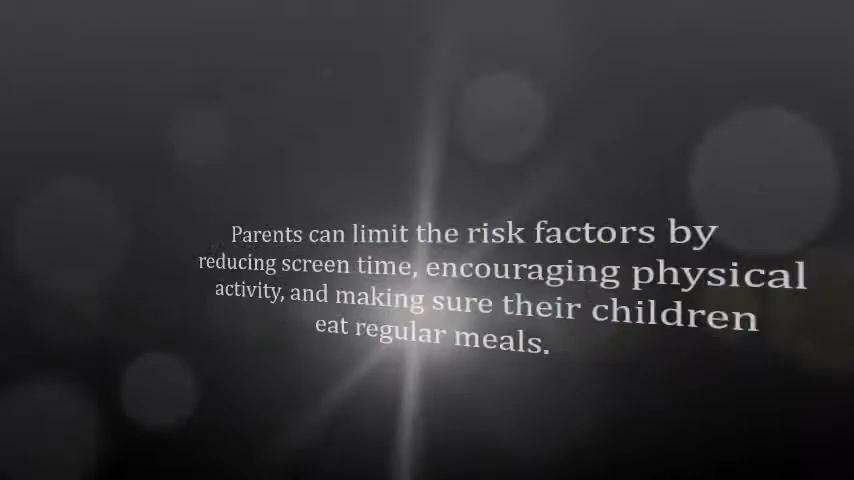 Parents can limit the risk factors by
reducing screen time, encouraging physical
activity, and making sure their children
eat regular meals.